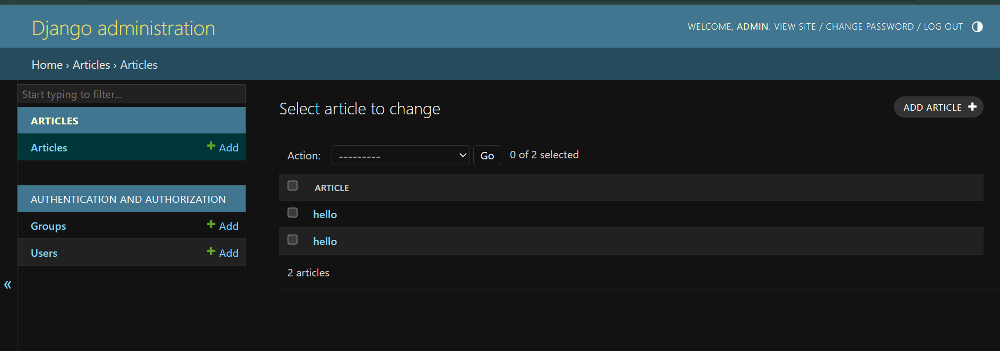 Django administration
WELCOME, ADMIN. VIEW SITE / CHANGE PASSWORD / LOG OUT
Home › Articles › Articles
Start typing to filter...
ARTICLES
Articles + Add
AUTHENTICATION AND AUTHORIZATION
Groups + Add
Users + Add
«
Select article to change
ADD ARTICLE +
Action: --------- Go 0 of 2 selected
ARTICLE
hello
hello
2 articles